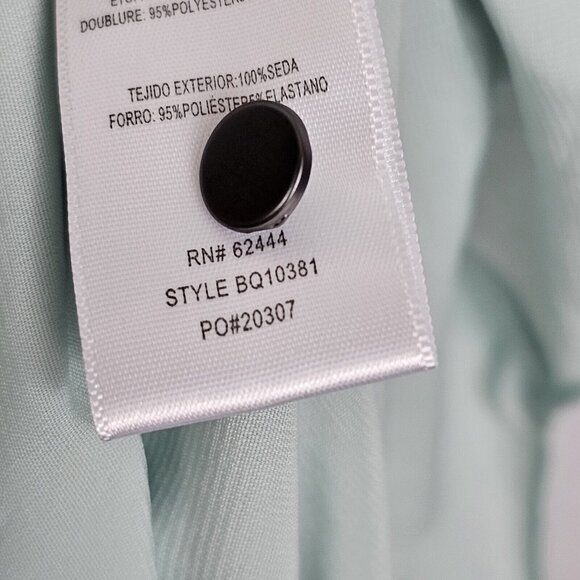 DOUBLURE: 95%POLYESTER
TEJIDO EXTERIOR:100%SEDA
FORRO: 95%POLIÉSTER5%ELASTANO
RN# 62444
STYLE BQ10381
PO#20307